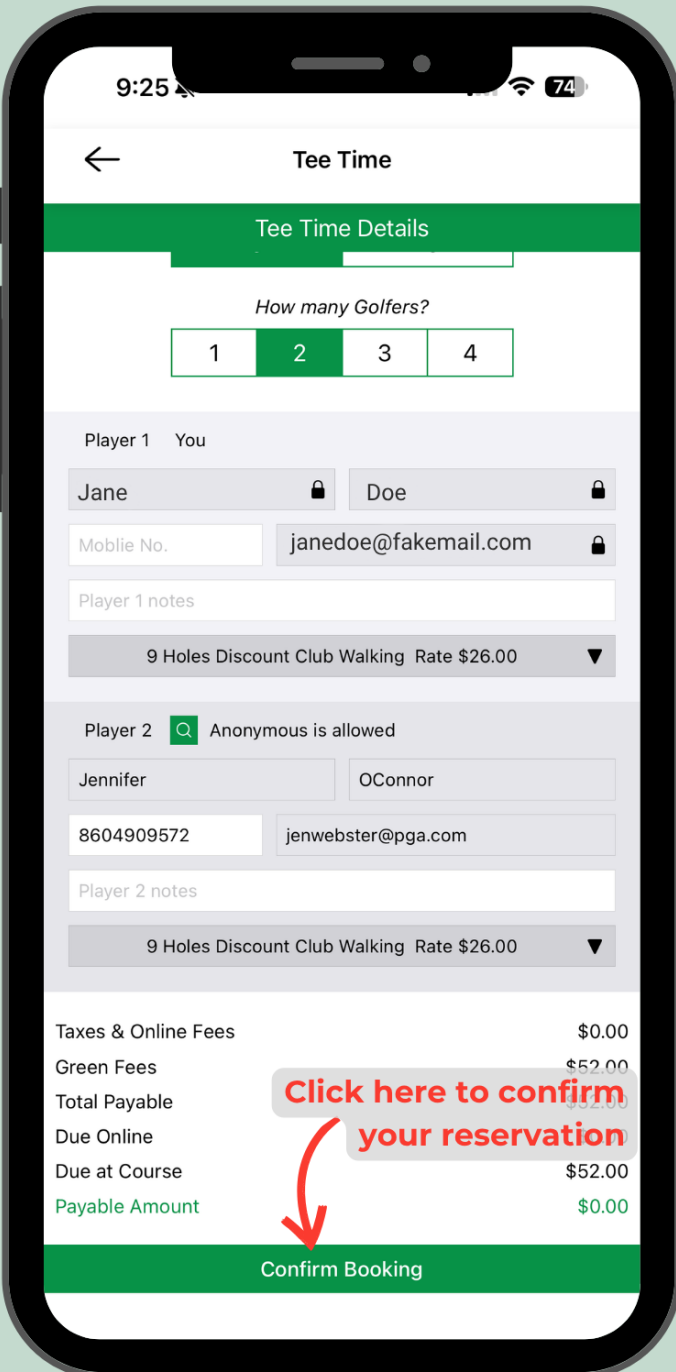 9:25
74
Tee Time
Tee Time Details
How many Golfers?
1 2 3 4
Player 1 You
Jane Doe
Moblie No. janedoe@fakemail.com
Player 1 notes
9 Holes Discount Club Walking Rate $26.00
Player 2 Anonymous is allowed
Jennifer OConnor
8604909572 jenwebster@pga.com
Player 2 notes
9 Holes Discount Club Walking Rate $26.00
Taxes & Online Fees $0.00
Green Fees $52.00
Click here to confirm
your reservation
Total Payable $52.00
Due Online
Due at Course $52.00
Payable Amount $0.00
Confirm Booking